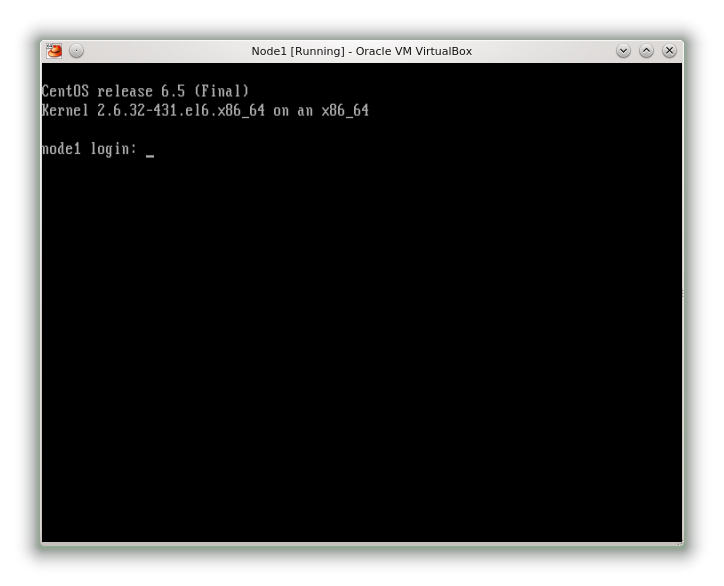 Node1 [Running] - Oracle VM VirtualBox
CentOS release 6.5 (Final)
Kernel 2.6.32-431.el6.x86_64 on an x86_64
node1 login: _